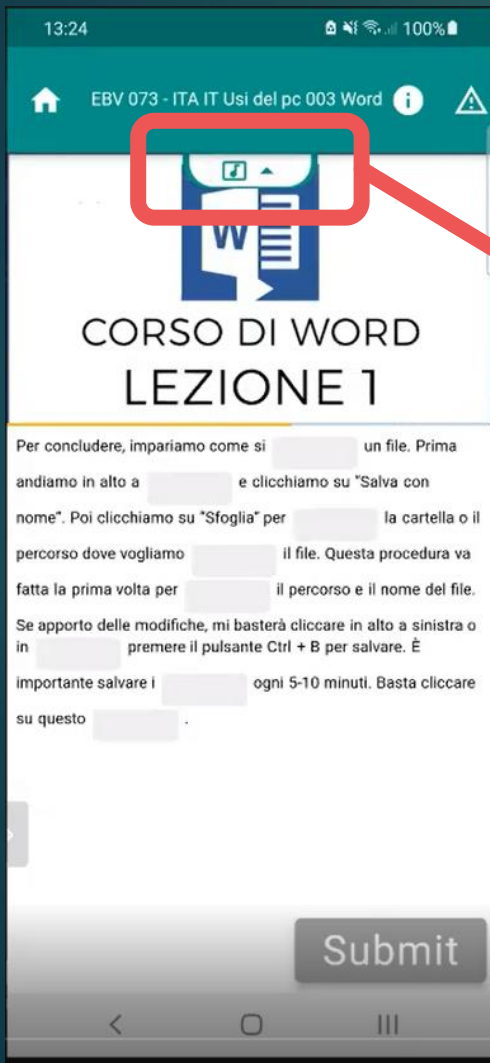 13:24 100%
EBV 073 - ITA IT Usi del pc 003 Word
W
CORSO DI WORD
LEZIONE 1
Per concludere, impariamo come si un file. Prima
andiamo in alto a e clicchiamo su "Salva con
nome". Poi clicchiamo su "Sfoglia" per la cartella o il
percorso dove vogliamo il file. Questa procedura va
fatta la prima volta per il percorso e il nome del file.
Se apporto delle modifiche, mi basterà cliccare in alto a sinistra o
in premere il pulsante Ctrl + B per salvare. È
importante salvare i ogni 5-10 minuti. Basta cliccare
su questo .
Submit